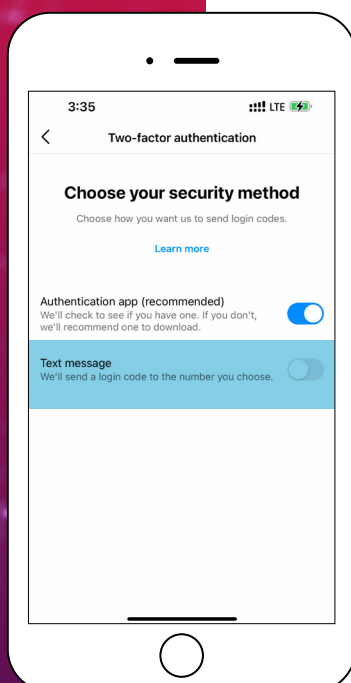 3:35
LTE
Two-factor authentication
Choose your security method
Choose how you want us to send login codes.
Learn more
Authentication app (recommended)
We'll check to see if you have one. If you don't,
we'll recommend one to download.
Text message
We'll send a login code to the number you choose.